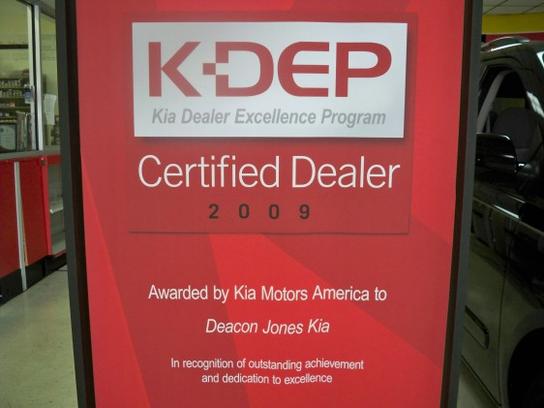 K·DEP
Kia Dealer Excellence Program
Certified Dealer
2009
Awarded by Kia Motors America to
Deacon Jones Kia
In recognition of outstanding achievement
and dedication to excellence